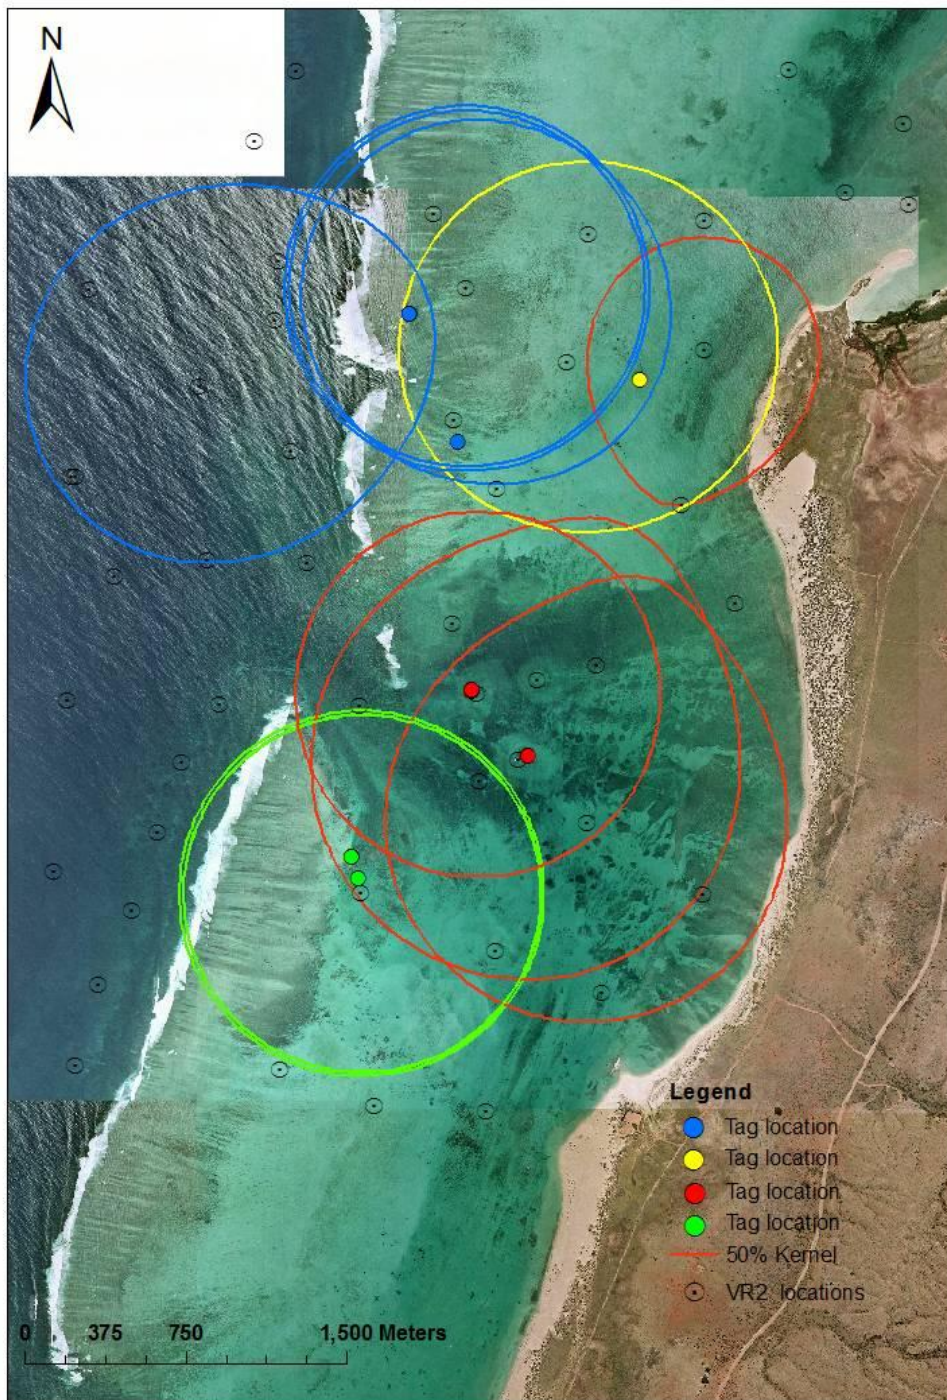 N
Legend
Tag location
Tag location
Tag location
Tag location
50% Kernel
VR2 locations
0 375 750 1,500 Meters